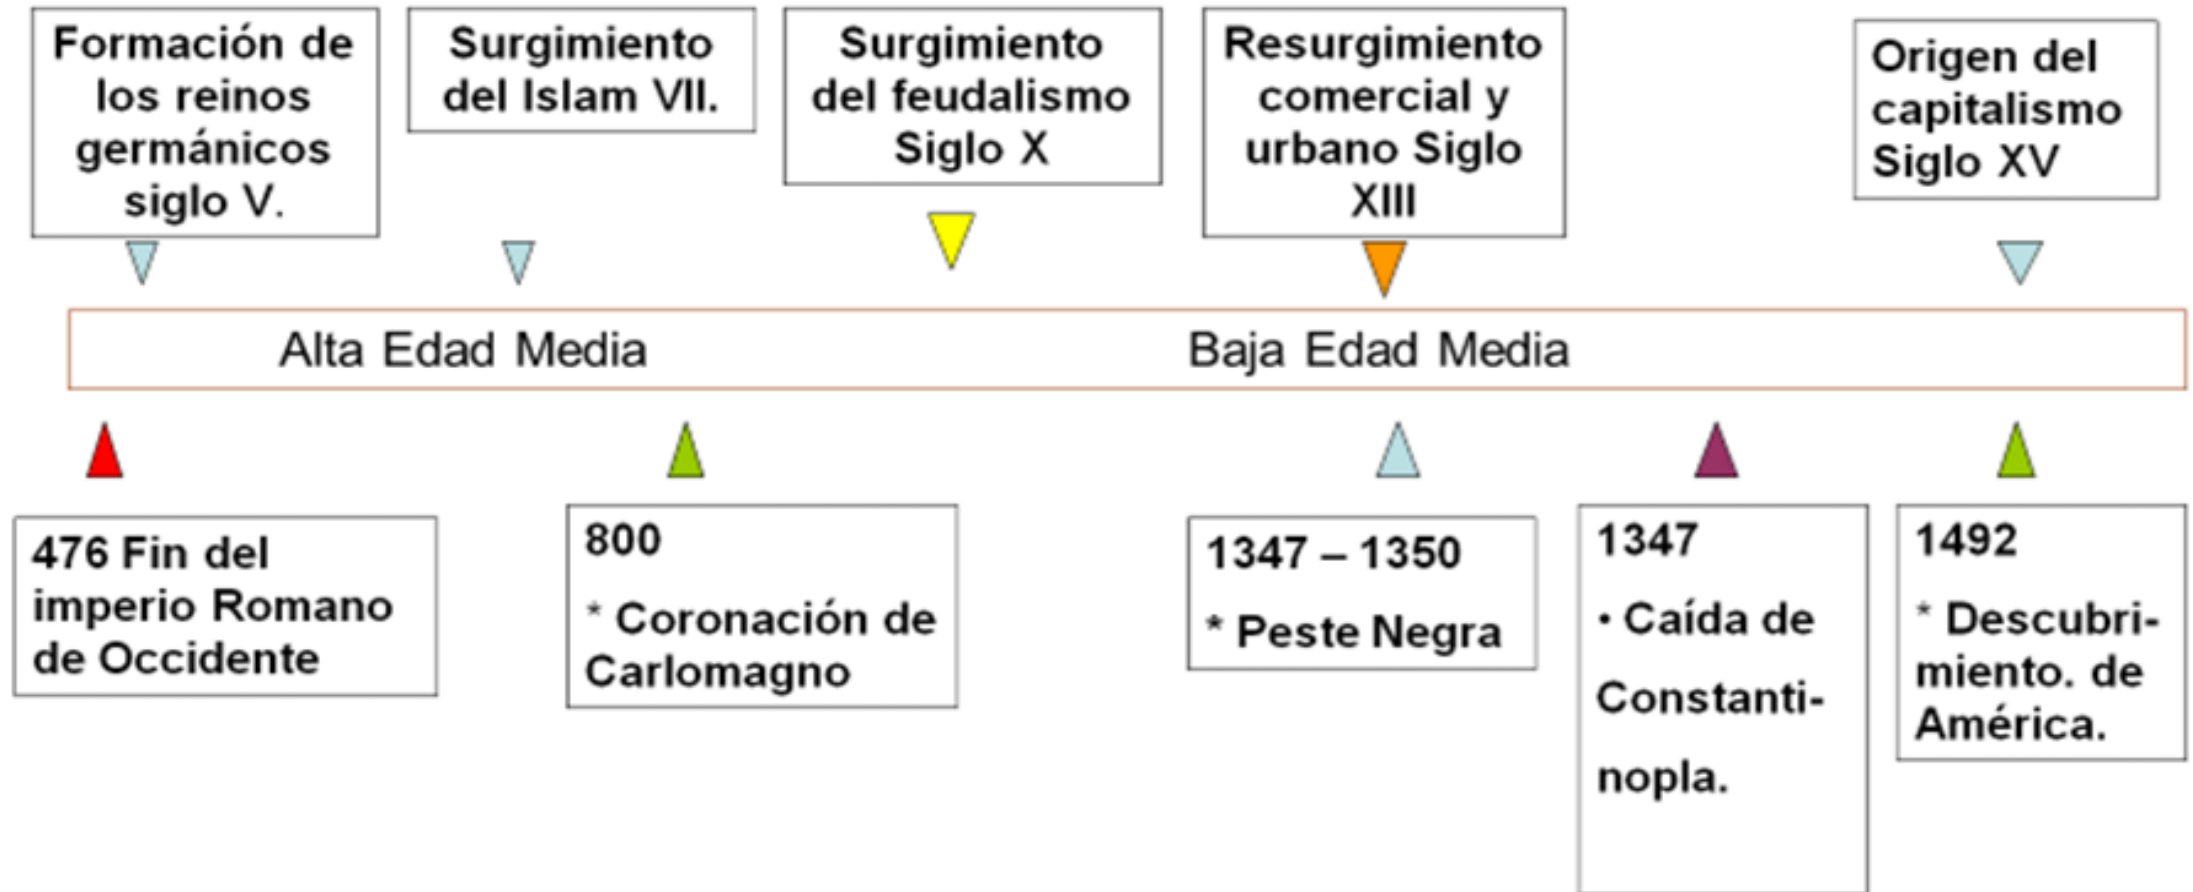 Formación de
los reinos
germánicos
siglo V.
Surgimiento
del Islam VII.
Surgimiento
del feudalismo
Siglo X
Resurgimiento
comercial y
urbano Siglo
XIII
Origen del
capitalismo
Siglo XV
Alta Edad Media
Baja Edad Media
476 Fin del
imperio Romano
de Occidente
800
* Coronación de
Carlomagno
1347 – 1350
* Peste Negra
1347
• Caída de
Constanti-
nopla.
1492
* Descubri-
miento. de
América.